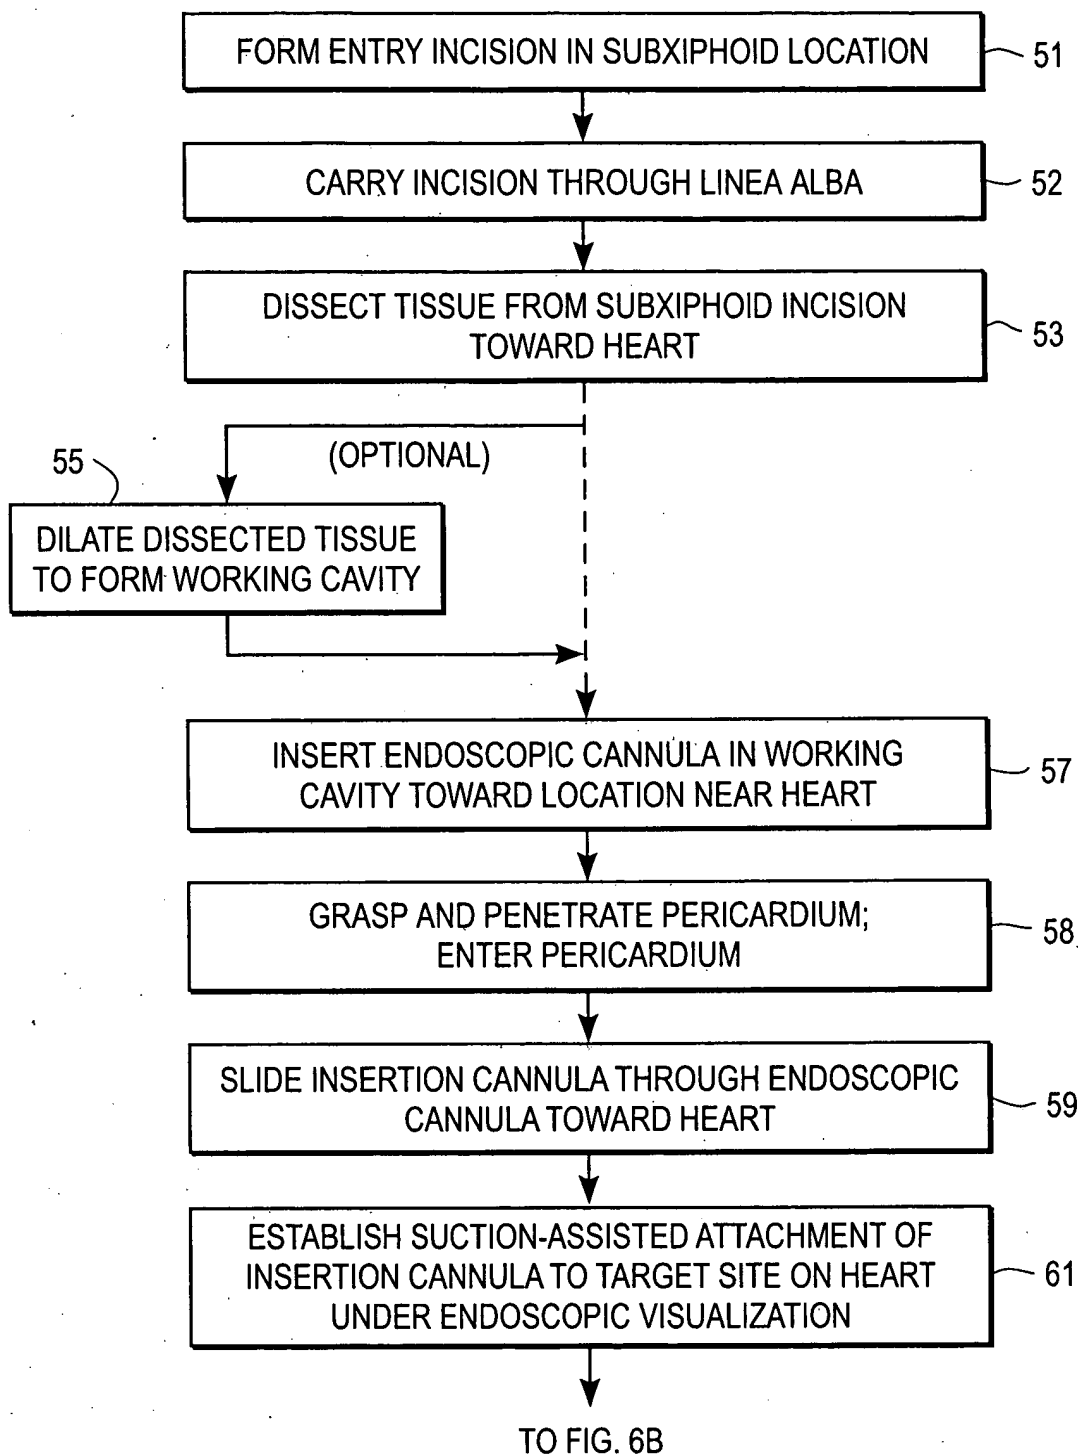 FORM ENTRY INCISION IN SUBXIPHOID LOCATION
51
CARRY INCISION THROUGH LINEA ALBA
52
DISSECT TISSUE FROM SUBXIPHOID INCISION
TOWARD HEART
53
(OPTIONAL)
55
DILATE DISSECTED TISSUE
TO FORM WORKING CAVITY
INSERT ENDOSCOPIC CANNULA IN WORKING
CAVITY TOWARD LOCATION NEAR HEART
57
GRASP AND PENETRATE PERICARDIUM;
ENTER PERICARDIUM
58
SLIDE INSERTION CANNULA THROUGH ENDOSCOPIC
CANNULA TOWARD HEART
59
ESTABLISH SUCTION-ASSISTED ATTACHMENT OF
INSERTION CANNULA TO TARGET SITE ON HEART
UNDER ENDOSCOPIC VISUALIZATION
61
TO FIG. 6B